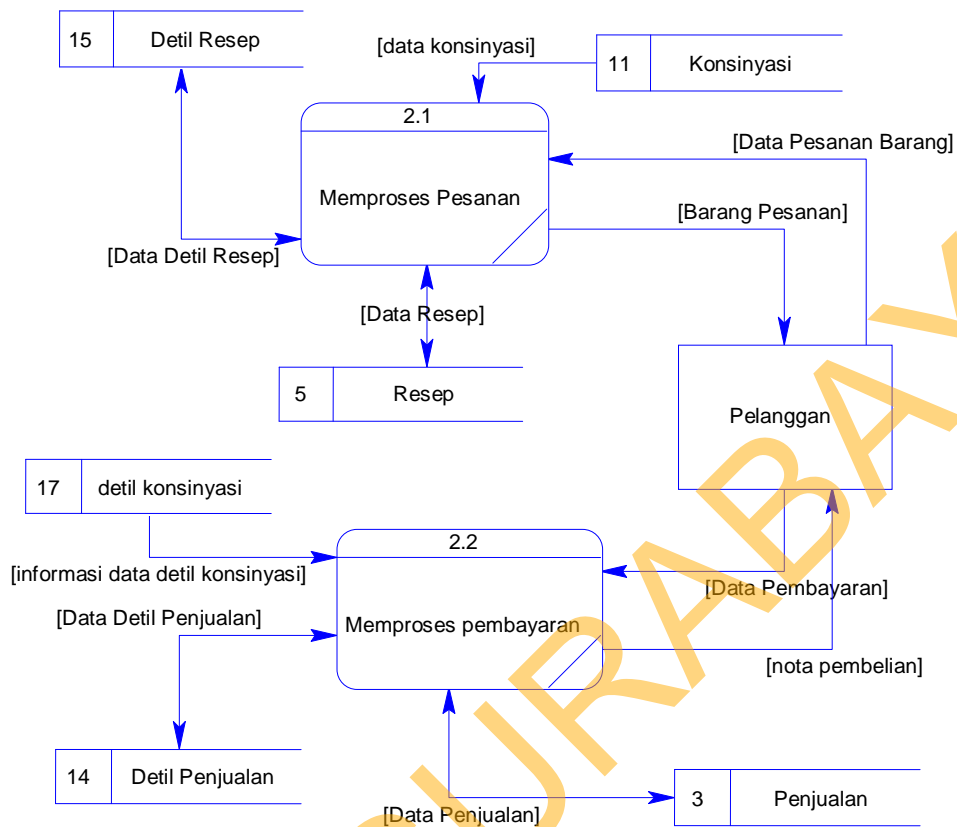 15 Detil Resep
[data konsinyasi]
11 Konsinyasi
2.1
[Data Pesanan Barang]
Memproses Pesanan
[Barang Pesanan]
[Data Detil Resep]
[Data Resep]
5 Resep
Pelanggan
17 detil konsinyasi
2.2
[informasi data detil konsinyasi]
[Data Pembayaran]
[Data Detil Penjualan]
Memproses pembayaran
[nota pembelian]
14 Detil Penjualan
[Data Penjualan]
3 Penjualan
URABAY